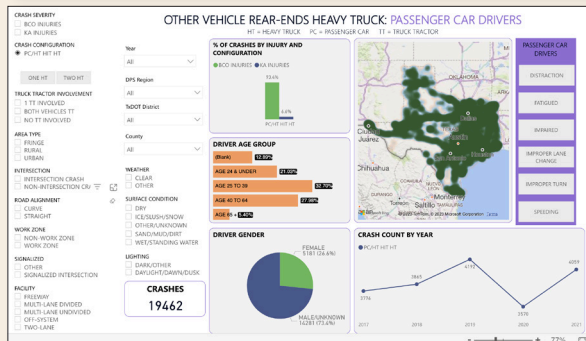 OTHER VEHICLE REAR-ENDS HEAVY TRUCK: PASSENGER CAR DRIVERS
HT = HEAVY TRUCK PC = PASSENGER CAR TT = TRUCK TRACTOR
CRASH SEVERITY
BCO INJURIES
KA INJURIES
CRASH CONFIGURATION
PC/HT HIT HT
ONE HT
TWO HT
TRUCK TRACTOR INVOLVEMENT
1 TT INVOLVED
BOTH VEHICLES TT
NO TT INVOLVED
AREA TYPE
FRINGE
RURAL
URBAN
INTERSECTION
INTERSECTION CRASH
NON-INTERSECTION CR
ROAD ALIGNMENT
CURVE
STRAIGHT
WORK ZONE
NON-WORK ZONE
WORK ZONE
SIGNALIZED
OTHER
SIGNALIZED INTERSECTION
FACILITY
FREEWAY
MULTI-LANE DIVIDED
MULTI-LANE UNDIVIDED
OFF-SYSTEM
TWO-LANE
Year
All
DPS Region
All
TxDOT District
All
County
All
WEATHER
CLEAR
OTHER
SURFACE CONDITION
DRY
ICE/SLUSH/SNOW
OTHER/UNKNOWN
SAND/MUD/DIRT
WET/STANDING WATER
LIGHTING
DARK/OTHER
DAYLIGHT/DAWN/DUSK
CRASHES
19462
% OF CRASHES BY INJURY AND
CONFIGURATION
BCO INJURIES KA INJURIES
PC/HT HIT HT
DRIVER AGE GROUP
(Blank) 12.89%
AGE 24 & UNDER 21.02%
AGE 25 TO 39 32.70%
AGE 40 TO 64 27.98%
AGE 65 + 5.40%
DRIVER GENDER
FEMALE
5181 (26.6%)
MALE/UNKNOWN
14281 (73.4%)
OKLAHOMA
Dallas
Ciudad
Juárez
Chihuahua
Monterrey
Saltillo
CRASH COUNT BY YEAR
PC/HT HIT HT
3774
3865
4192
3570
4059
2017 2018 2019 2020 2021
PASSENGER CAR
DRIVERS
DISTRACTION
FATIGUED
IMPAIRED
IMPROPER LANE
CHANGE
IMPROPER TURN
SPEEDING
77%